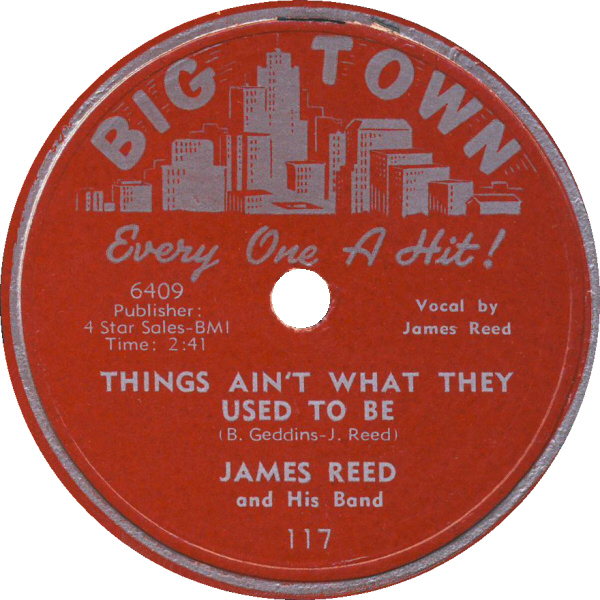 BIG TOWN
Every One A Hit!
6409
Publisher:
4 Star Sales-BMI
Time: 2:41
Vocal by
James Reed
THINGS AIN'T WHAT THEY
USED TO BE
(B. Geddins-J. Reed)
JAMES REED
and His Band
117